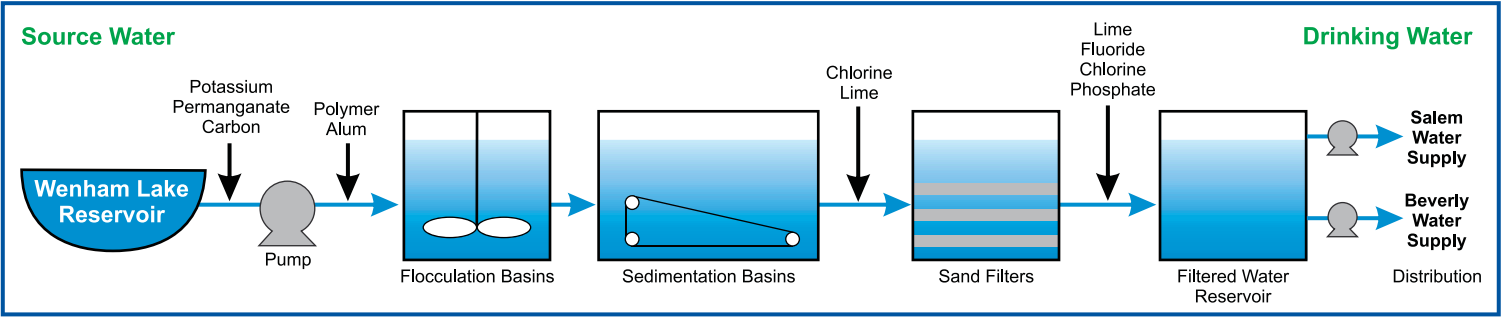 Source Water
Drinking Water
Potassium
Permanganate
Carbon
Polymer
Alum
Chlorine
Lime
Lime
Fluoride
Chlorine
Phosphate
Wenham Lake
Reservoir
Pump
Flocculation Basins
Sedimentation Basins
Sand Filters
Filtered Water
Reservoir
Salem
Water
Supply
Beverly
Water
Supply
Distribution